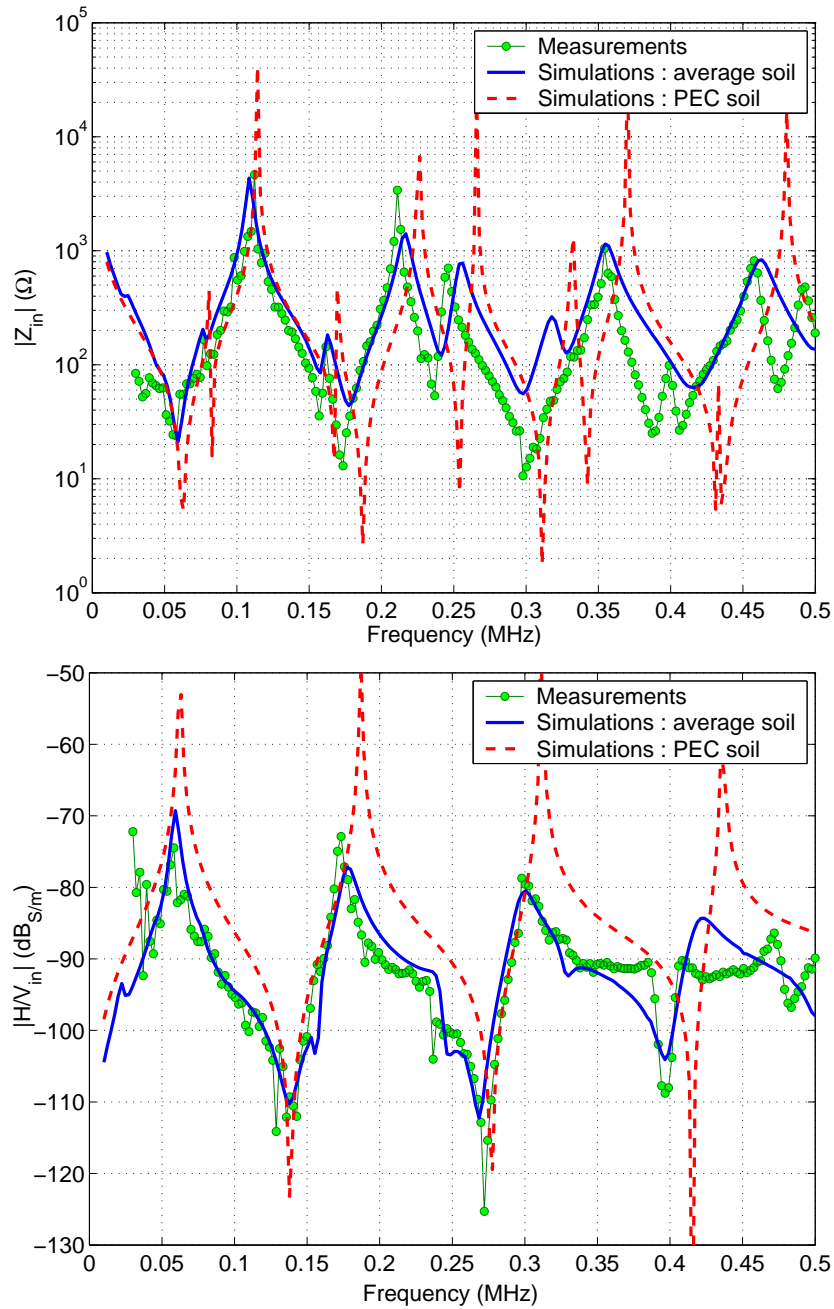 10^5
10^4
10^3
10^2
10^1
10^0
|Z_in| (Ω)
Measurements
Simulations : average soil
Simulations : PEC soil
0 0.05 0.1 0.15 0.2 0.25 0.3 0.35 0.4 0.45 0.5
Frequency (MHz)
−50
−60
−70
−80
−90
−100
−110
−120
−130
|H/V_in| (dB_S/m)
Measurements
Simulations : average soil
Simulations : PEC soil
0 0.05 0.1 0.15 0.2 0.25 0.3 0.35 0.4 0.45 0.5
Frequency (MHz)